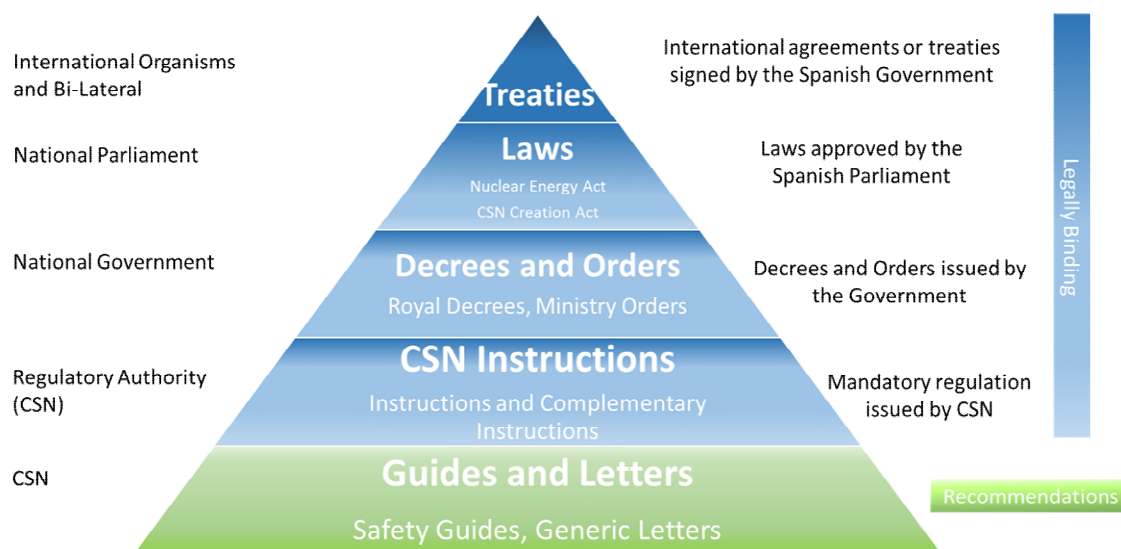 International Organisms
and Bi-Lateral
Treaties
International agreements or treaties
signed by the Spanish Government
National Parliament
Laws
Nuclear Energy Act
CSN Creation Act
Laws approved by the
Spanish Parliament
National Government
Decrees and Orders
Royal Decrees, Ministry Orders
Decrees and Orders issued by
the Government
Regulatory Authority
(CSN)
CSN Instructions
Instructions and Complementary
Instructions
Mandatory regulation
issued by CSN
Legally Binding
CSN
Guides and Letters
Safety Guides, Generic Letters
Recommendations